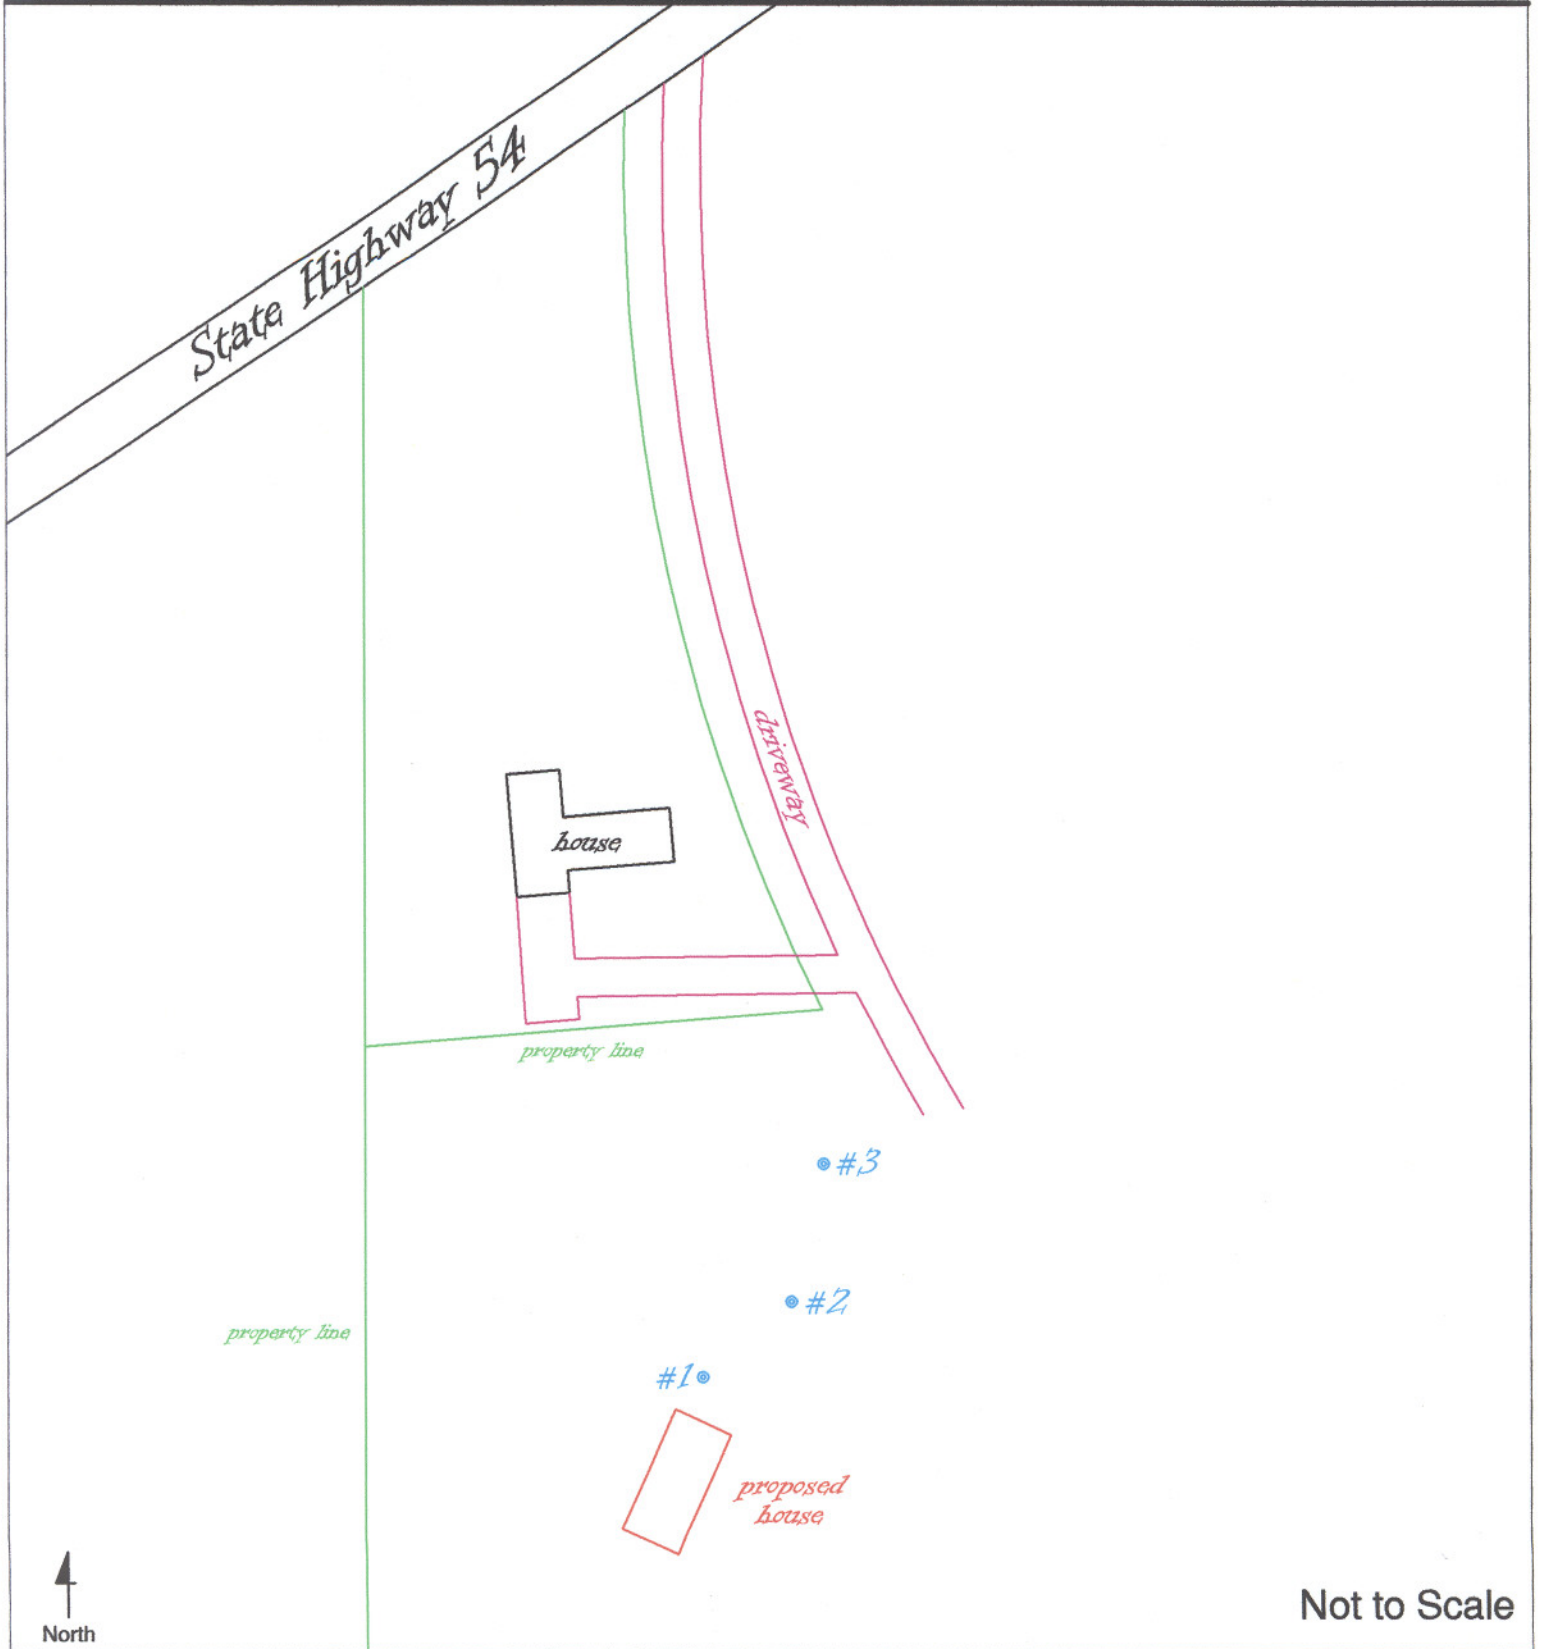 State Highway 54
driveway
house
property line
#3
#2
property line
#1
proposed
house
North
Not to Scale